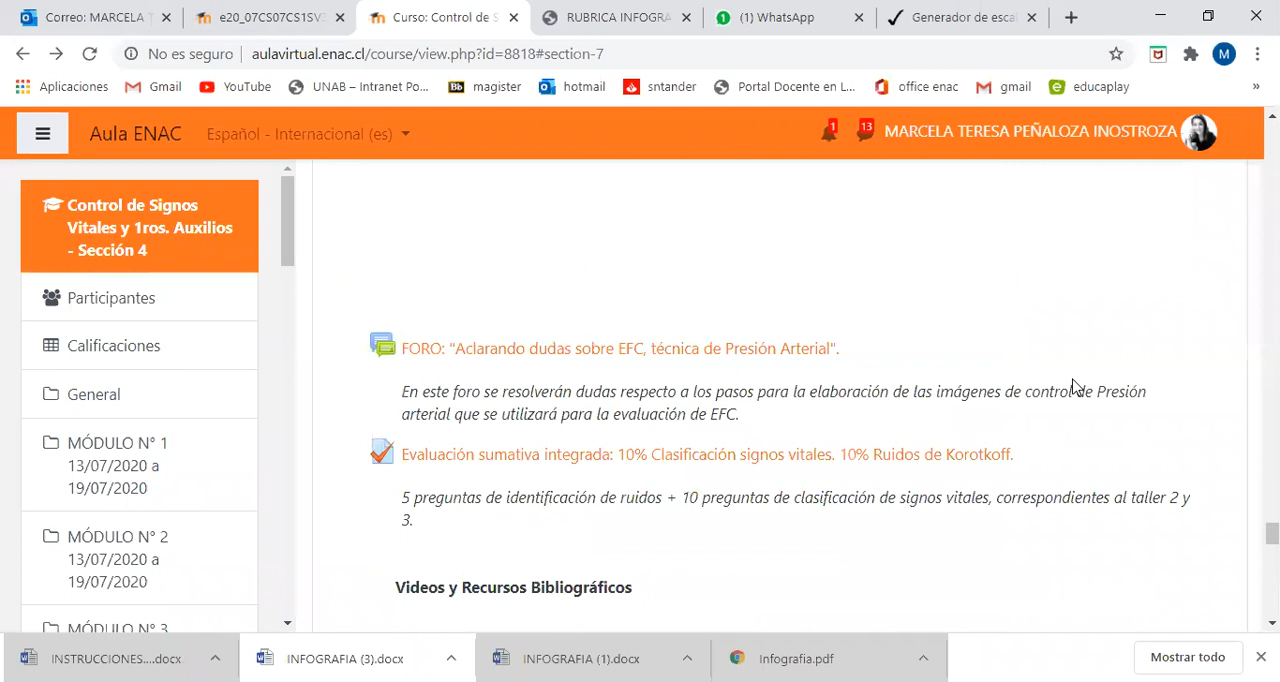 Correo: MARCELA T
e20_07CS07CS1SV3
Curso: Control de S
RUBRICA INFOGRA
(1) WhatsApp
Generador de escal
No es seguro
aulavirtual.enac.cl/course/view.php?id=8818#section-7
M
Aplicaciones
Gmail
YouTube
UNAB – Intranet Po...
Bb magister
hotmail
sntander
Portal Docente en L...
office enac
gmail
educaplay
»
Aula ENAC
Español - Internacional (es)
1
13
MARCELA TERESA PEÑALOZA INOSTROZA
Control de Signos
Vitales y 1ros. Auxilios
- Sección 4
Participantes
Calificaciones
General
MÓDULO N° 1
13/07/2020 a
19/07/2020
MÓDULO N° 2
13/07/2020 a
19/07/2020
MÓDULO N° 3
FORO: "Aclarando dudas sobre EFC, técnica de Presión Arterial".
En este foro se resolverán dudas respecto a los pasos para la elaboración de las imágenes de control de Presión
arterial que se utilizará para la evaluación de EFC.
Evaluación sumativa integrada: 10% Clasificación signos vitales. 10% Ruidos de Korotkoff.
5 preguntas de identificación de ruidos + 10 preguntas de clasificación de signos vitales, correspondientes al taller 2 y
3.
Videos y Recursos Bibliográficos
INSTRUCCIONES....docx
INFOGRAFIA (3).docx
INFOGRAFIA (1).docx
Infografia.pdf
Mostrar todo